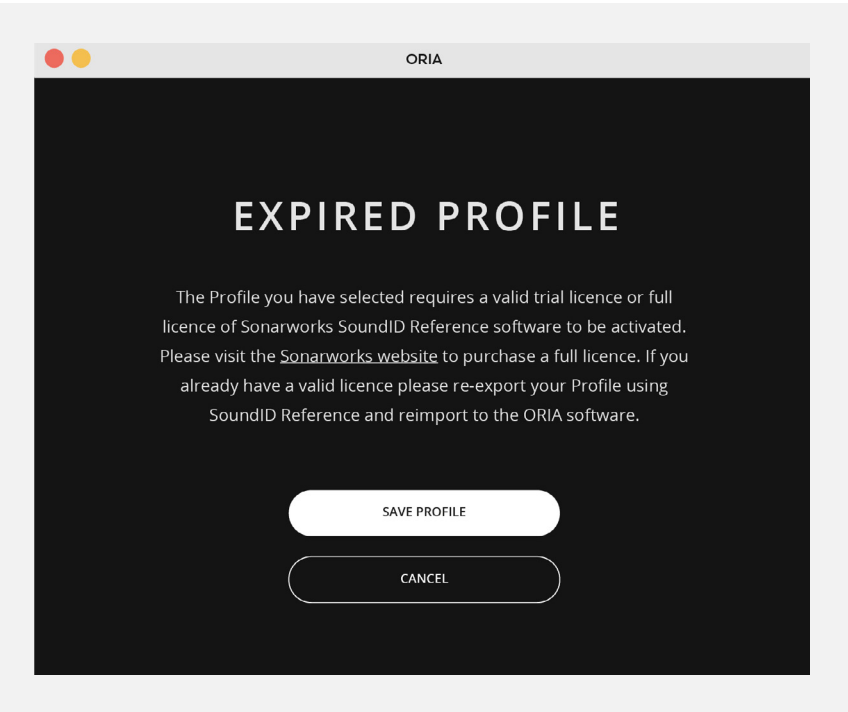 ORIA
EXPIRED PROFILE
The Profile you have selected requires a valid trial licence or full
licence of Sonarworks SoundID Reference software to be activated.
Please visit the Sonarworks website to purchase a full licence. If you
already have a valid licence please re-export your Profile using
SoundID Reference and reimport to the ORIA software.
SAVE PROFILE
CANCEL